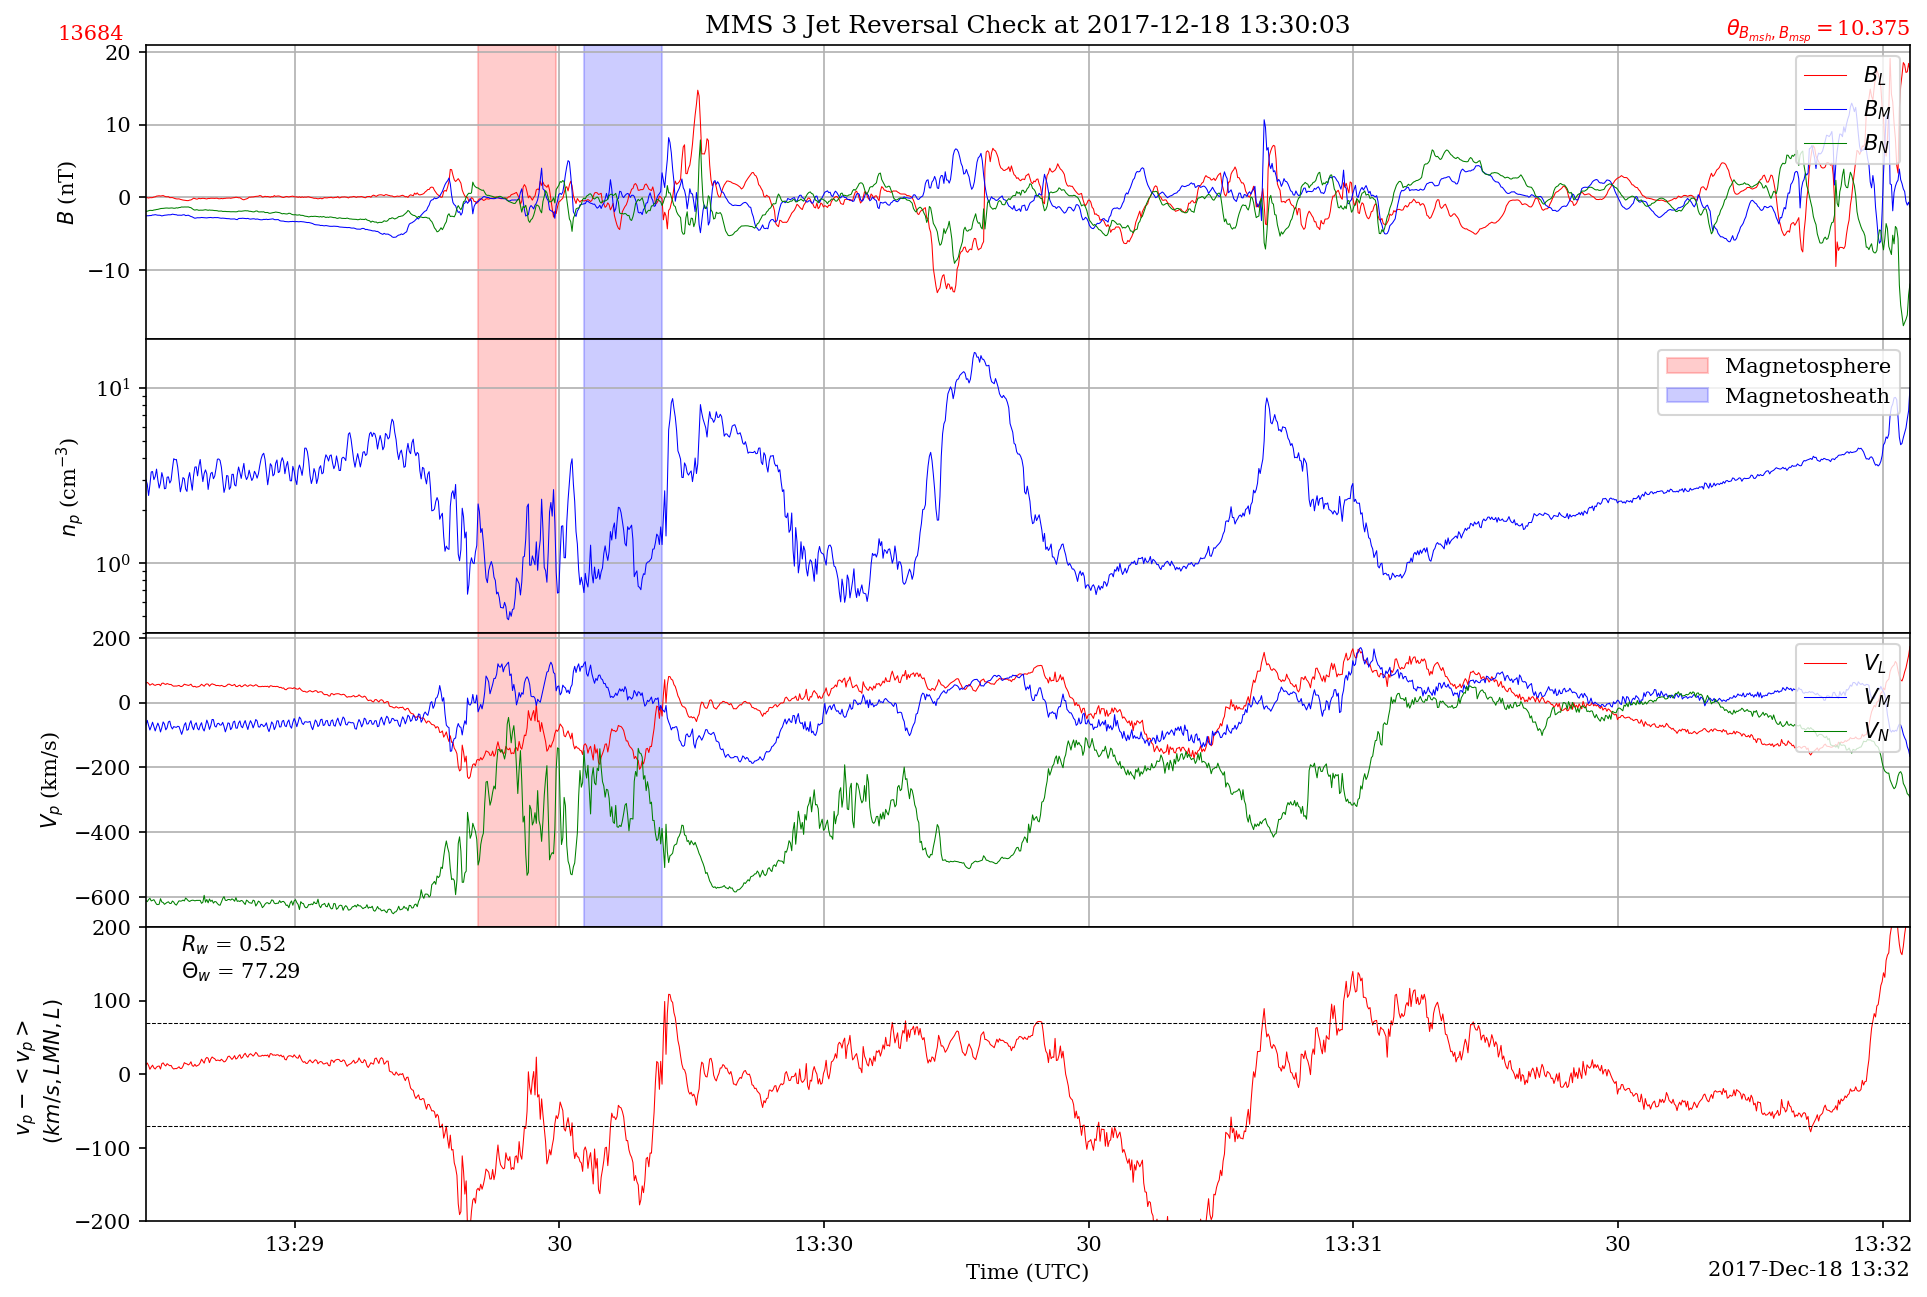 MMS 3 Jet Reversal Check at 2017-12-18 13:30:03
13684
θ_{B_{msh}, B_{msp}} = 10.375
20
10
0
−10
B (nT)
B_L
B_M
B_N
10^1
10^0
n_p (cm^{−3})
Magnetosphere
Magnetosheath
200
0
−200
−400
−600
V_p (km/s)
V_L
V_M
V_N
200
100
0
−100
−200
v_p − < v_p >
(km/s, LMN, L)
R_w = 0.52
Θ_w = 77.29
13:29
30
13:30
30
13:31
30
13:32
Time (UTC)
2017-Dec-18 13:32